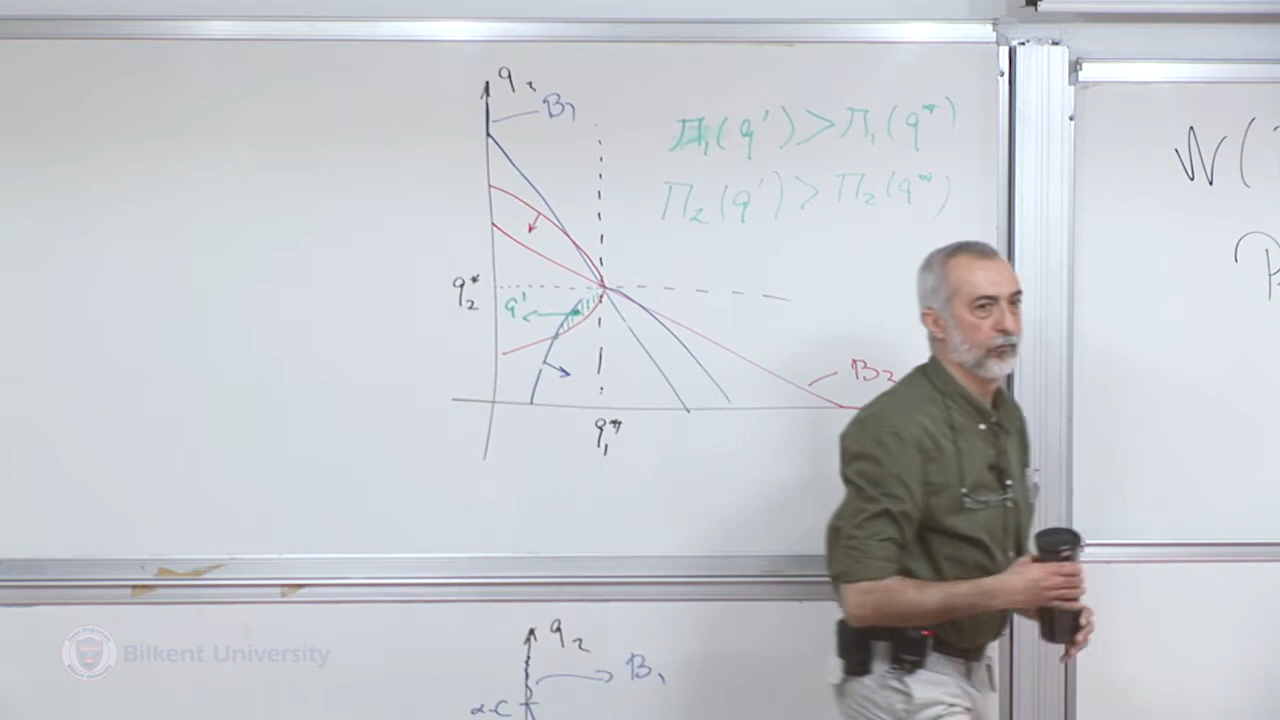 q₂
B₁
Π₁(q')>Π₁(q*)
Π₂(q')>Π₂(q*)
q₂*
q'
B₂
q₁*
W(
q₂
B₁
α-C
Bilkent University